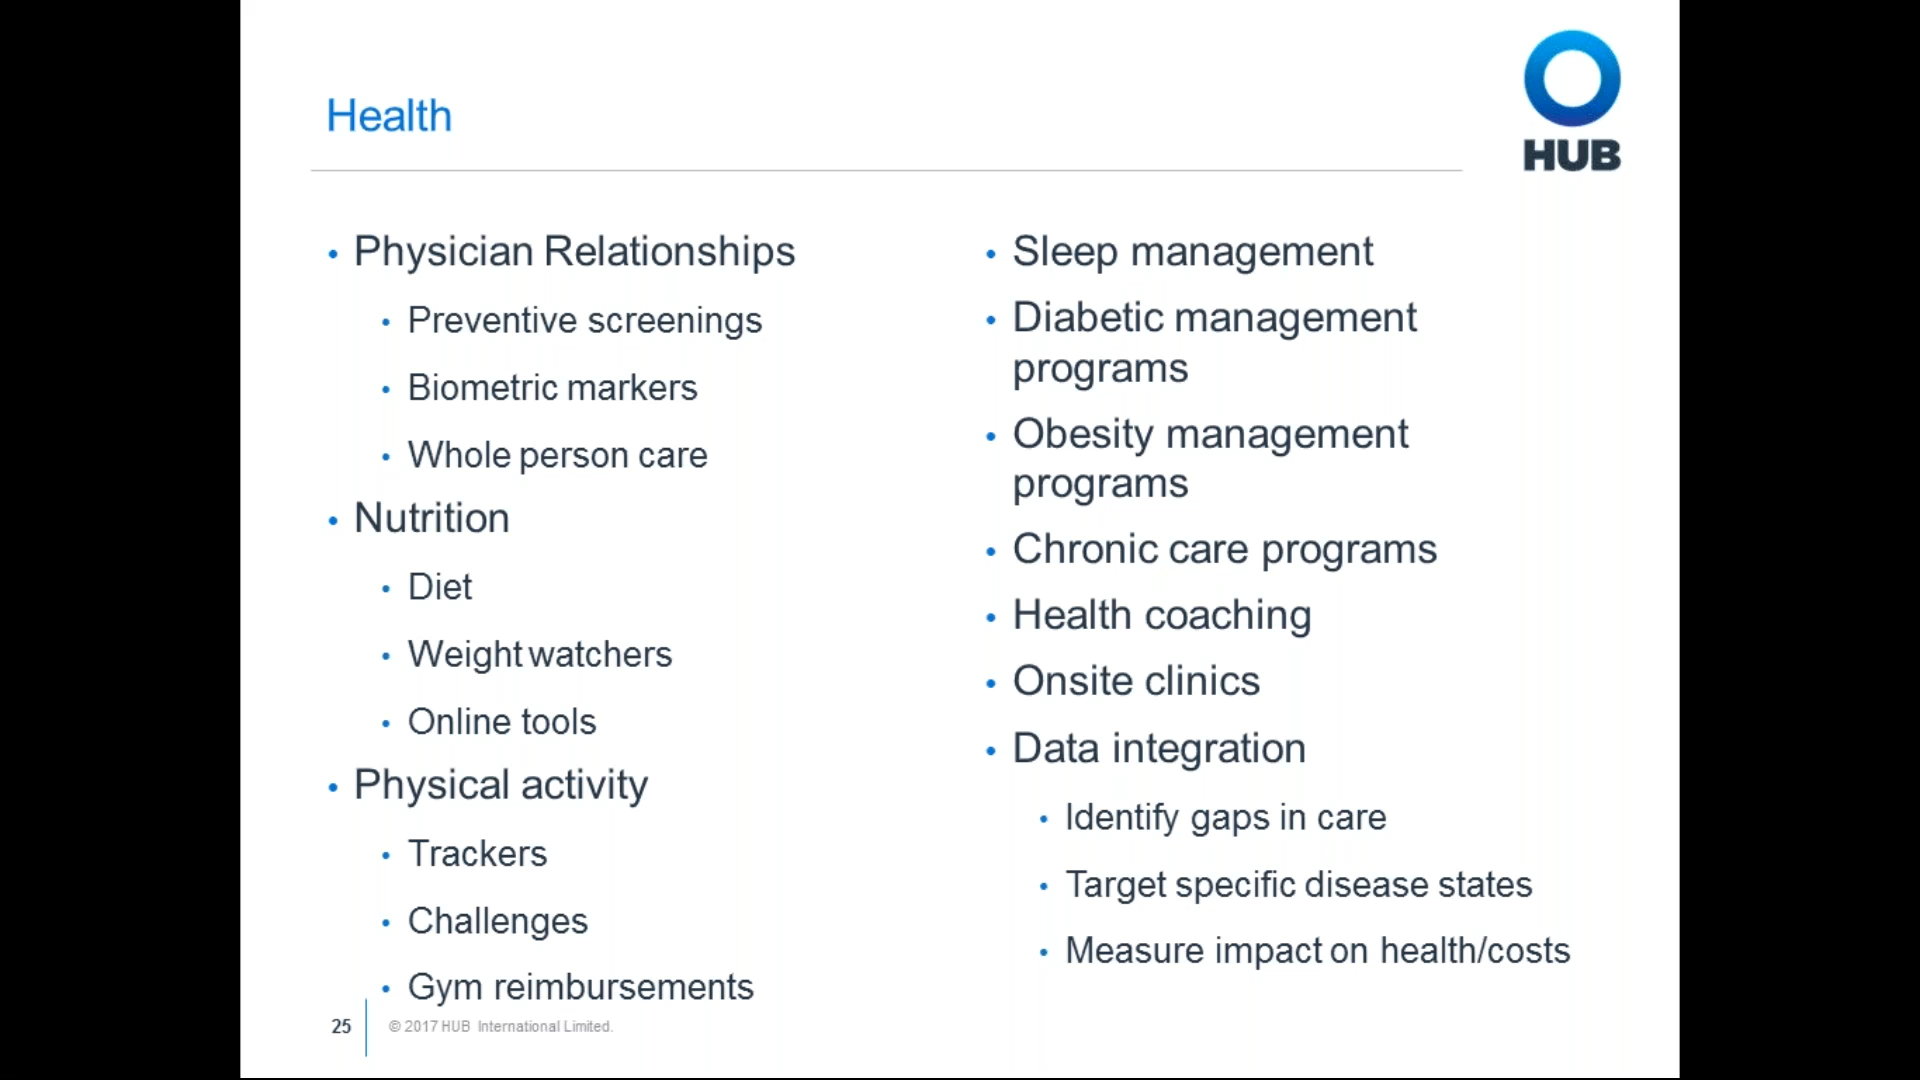 Health
HUB
• Physician Relationships
• Preventive screenings
• Biometric markers
• Whole person care
• Nutrition
• Diet
• Weight watchers
• Online tools
• Physical activity
• Trackers
• Challenges
• Gym reimbursements
• Sleep management
• Diabetic management
programs
• Obesity management
programs
• Chronic care programs
• Health coaching
• Onsite clinics
• Data integration
• Identify gaps in care
• Target specific disease states
• Measure impact on health/costs
25
© 2017 HUB International Limited.